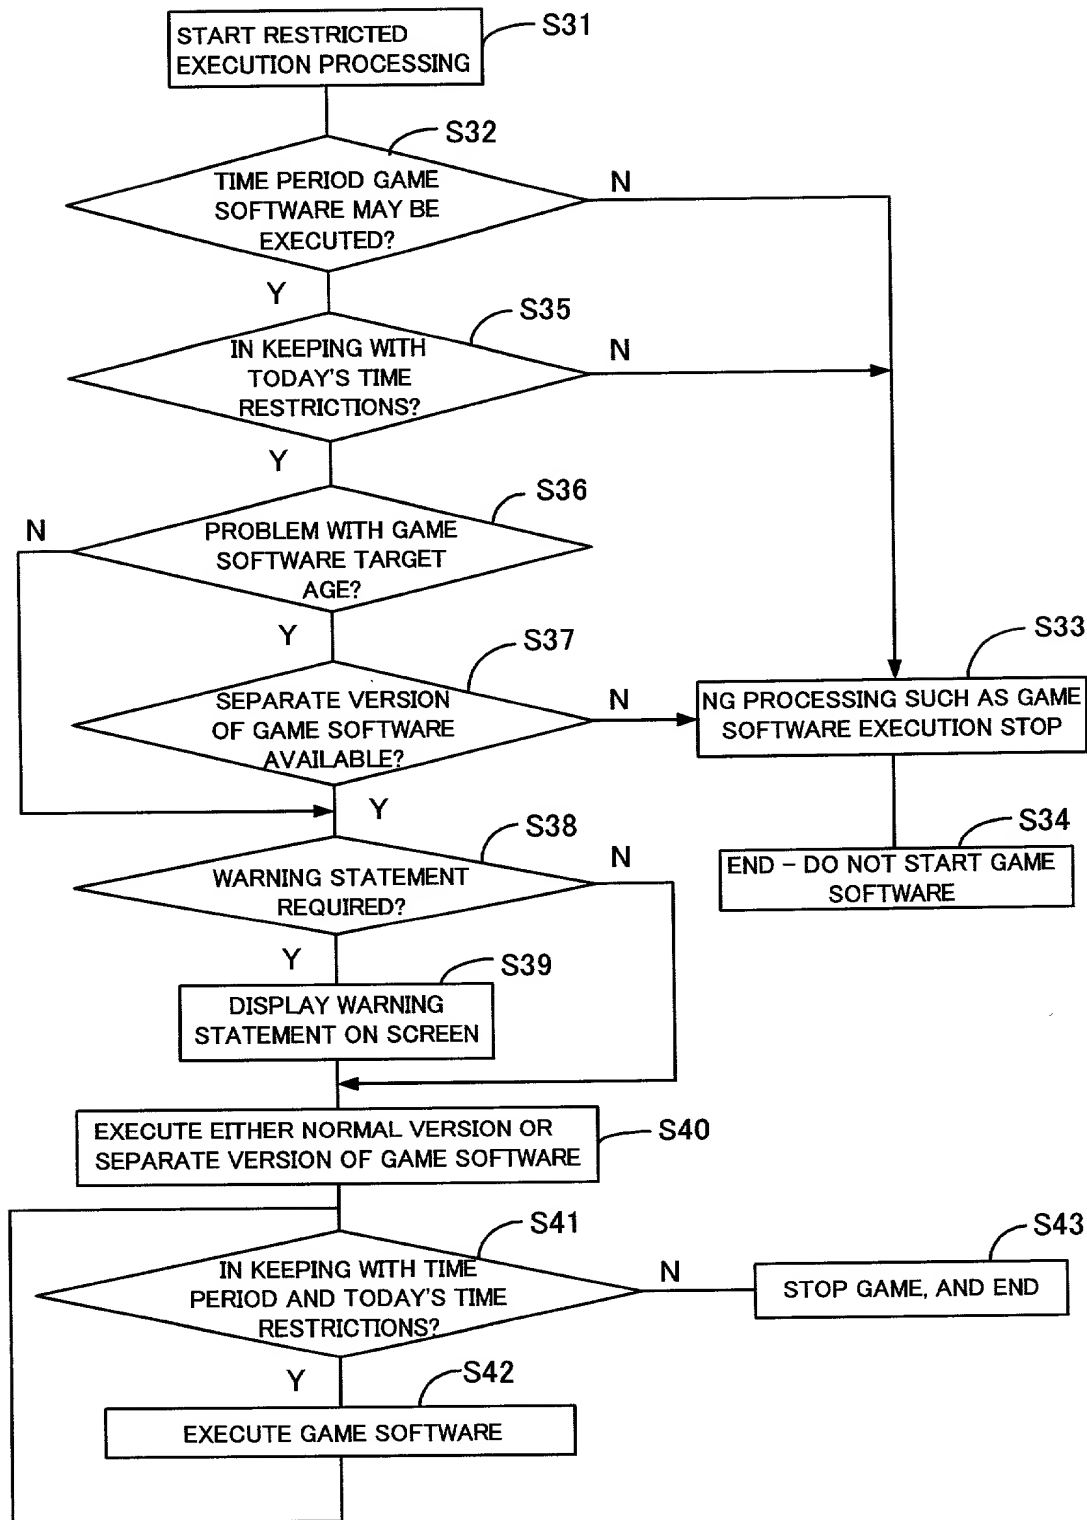 START RESTRICTED
EXECUTION PROCESSING
S31
S32
TIME PERIOD GAME
SOFTWARE MAY BE
EXECUTED?
N
Y
S35
IN KEEPING WITH
TODAY'S TIME
RESTRICTIONS?
N
Y
S36
N
PROBLEM WITH GAME
SOFTWARE TARGET
AGE?
Y
S37
SEPARATE VERSION
OF GAME SOFTWARE
AVAILABLE?
N
S33
NG PROCESSING SUCH AS GAME
SOFTWARE EXECUTION STOP
Y
S34
END – DO NOT START GAME
SOFTWARE
S38
WARNING STATEMENT
REQUIRED?
N
Y
S39
DISPLAY WARNING
STATEMENT ON SCREEN
EXECUTE EITHER NORMAL VERSION OR
SEPARATE VERSION OF GAME SOFTWARE
S40
S41
IN KEEPING WITH TIME
PERIOD AND TODAY'S TIME
RESTRICTIONS?
N
S43
STOP GAME, AND END
Y
S42
EXECUTE GAME SOFTWARE